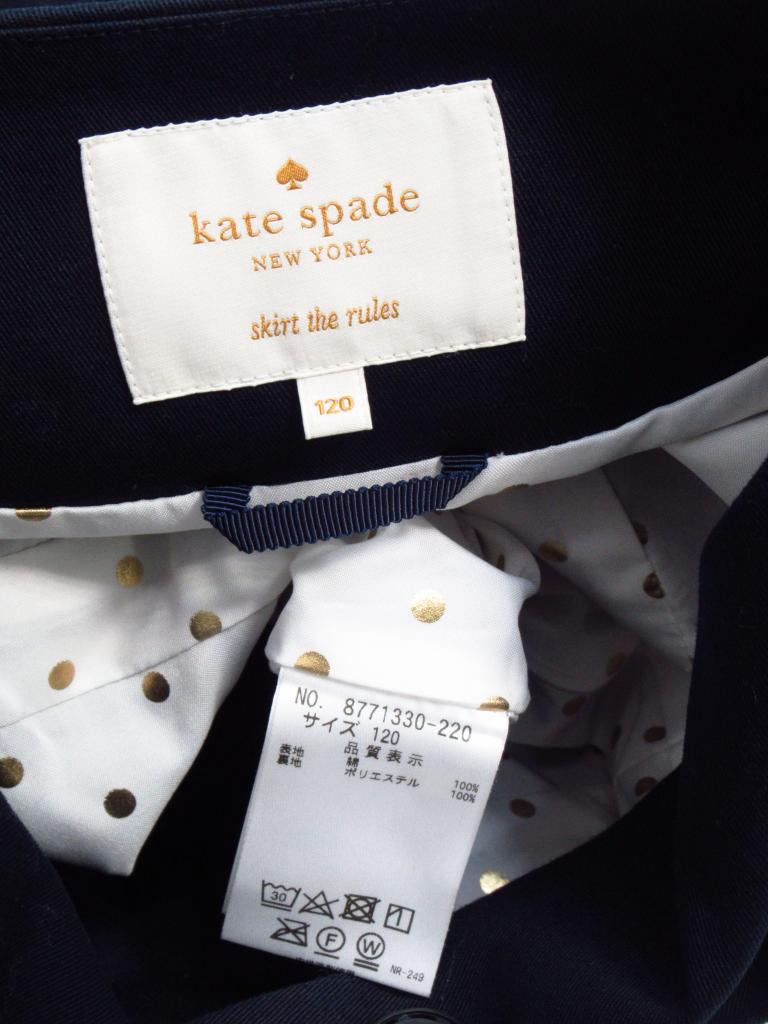 kate spade
NEW YORK
skirt the rules
120
NO. 8771330-220
サイズ 120
品質表示
表地 綿 100%
裏地 ポリエステル 100%
30
F W
NR-249